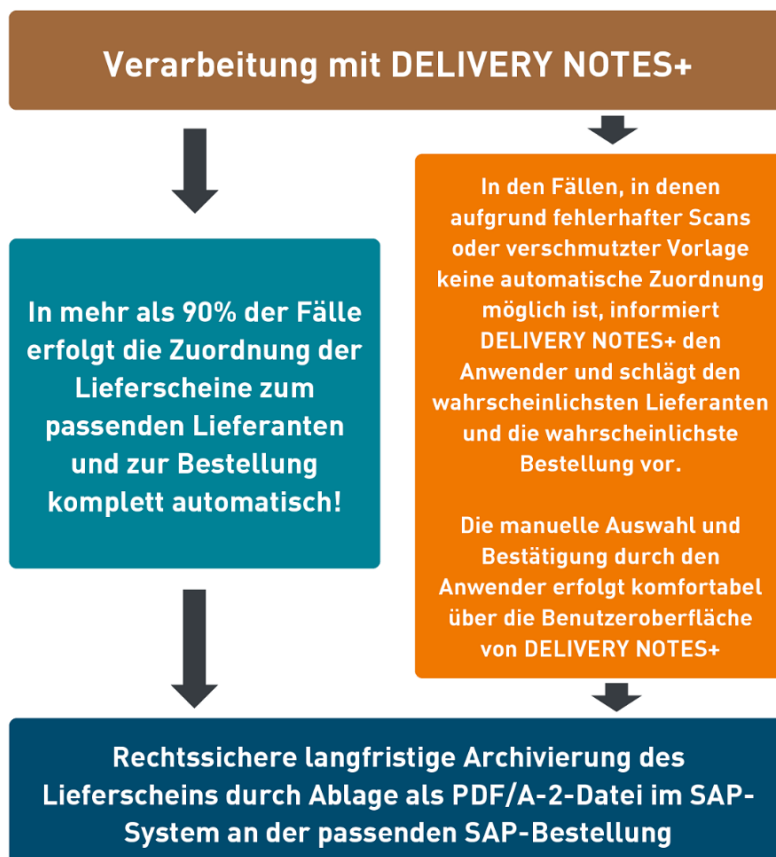 Verarbeitung mit DELIVERY NOTES+
In mehr als 90% der Fälle
erfolgt die Zuordnung der
Lieferscheine zum
passenden Lieferanten
und zur Bestellung
komplett automatisch!
In den Fällen, in denen
aufgrund fehlerhafter Scans
oder verschmutzter Vorlage
keine automatische Zuordnung
möglich ist, informiert
DELIVERY NOTES+ den
Anwender und schlägt den
wahrscheinlichsten Lieferanten
und die wahrscheinlichste
Bestellung vor.
Die manuelle Auswahl und
Bestätigung durch den
Anwender erfolgt komfortabel
über die Benutzeroberfläche
von DELIVERY NOTES+
Rechtssichere langfristige Archivierung des
Lieferscheins durch Ablage als PDF/A-2-Datei im SAP-
System an der passenden SAP-Bestellung